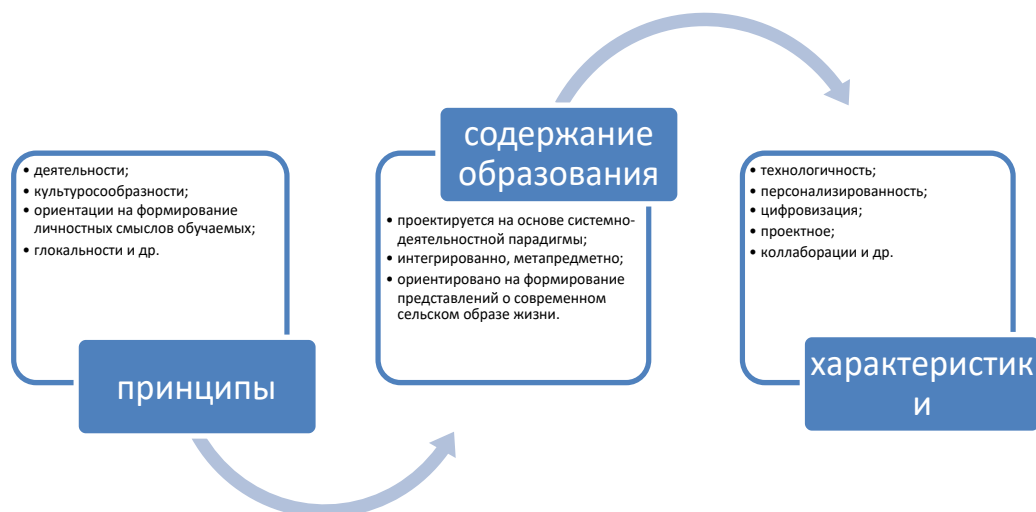 • деятельности;
• культуросообразности;
• ориентации на формирование
личностных смыслов обучаемых;
• глокальности и др.
принципы
содержание
образования
• проектируется на основе системно-
деятельностной парадигмы;
• интегрированно, метапредметно;
• ориентировано на формирование
представлений о современном
сельском образе жизни.
• технологичность;
• персонализированность;
• цифровизация;
• проектное;
• коллаборации и др.
характеристик
и